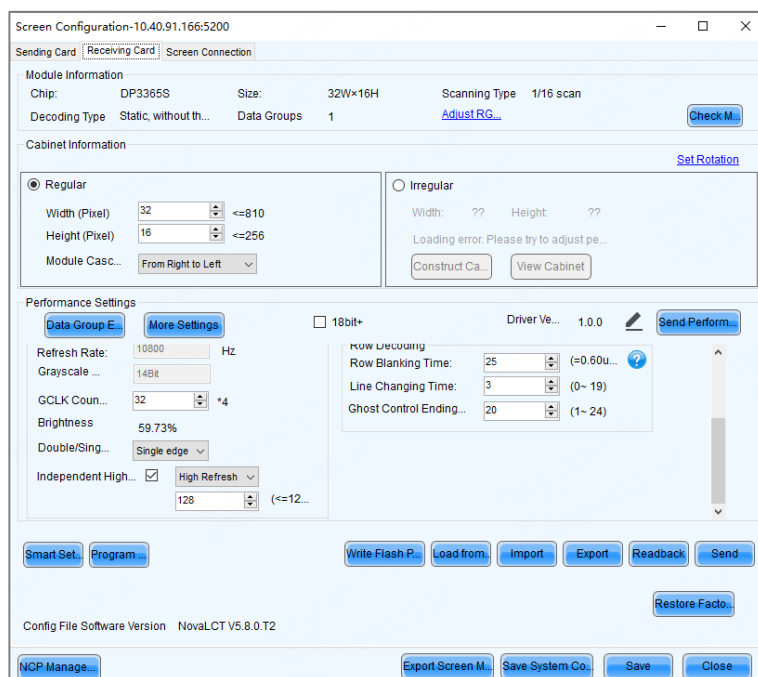 Screen Configuration-10.40.91.166:5200
Sending Card Receiving Card Screen Connection
Module Information
Chip: DP3365S Size: 32W×16H Scanning Type 1/16 scan
Decoding Type Static, without th... Data Groups 1 Adjust RG... Check M...
Cabinet Information
Set Rotation
Regular Irregular
Width (Pixel) 32 <=810 Width: ?? Height: ??
Height (Pixel) 16 <=256 Loading error. Please try to adjust pe...
Module Casc... From Right to Left Construct Ca... View Cabinet
Performance Settings
Data Group E... More Settings 18bit+ Driver Ve... 1.0.0 Send Perform...
Refresh Rate: 10800 Hz Row Decoding
Grayscale ... 14Bit Row Blanking Time: 25 (=0.60u... ?
GCLK Coun... 32 *4 Line Changing Time: 3 (0~ 19)
Brightness 59.73% Ghost Control Ending... 20 (1~ 24)
Double/Sing... Single edge
Independent High... High Refresh
128 (<=12...
Smart Set... Program ... Write Flash P... Load from... Import Export Readback Send
Restore Facto...
Config File Software Version NovaLCT V5.8.0.T2
NCP Manage... Export Screen M... Save System Co... Save Close